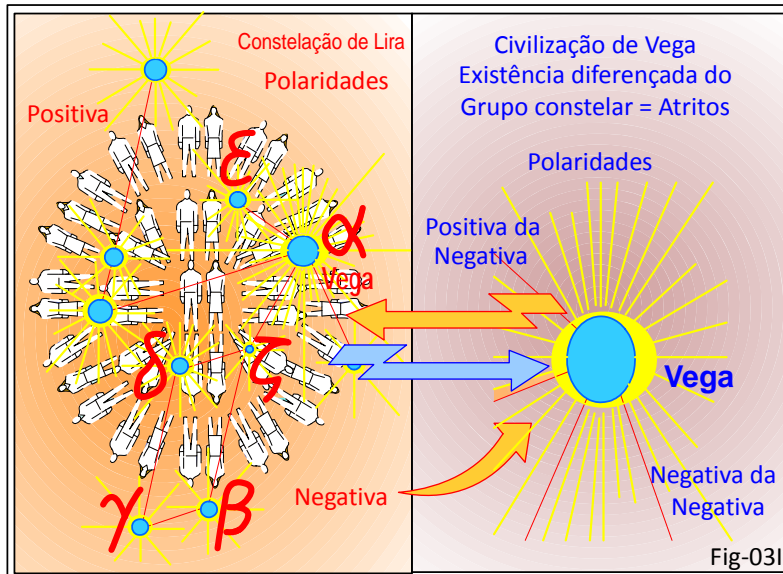 Constelação de Lira
Polaridades
Positiva
ε
α
Vega
δ
ζ
γ
β
Negativa
Civilização de Vega
Existência diferençada do
Grupo constelar = Atritos
Polaridades
Positiva da
Negativa
Vega
Negativa da
Negativa
Fig-03I